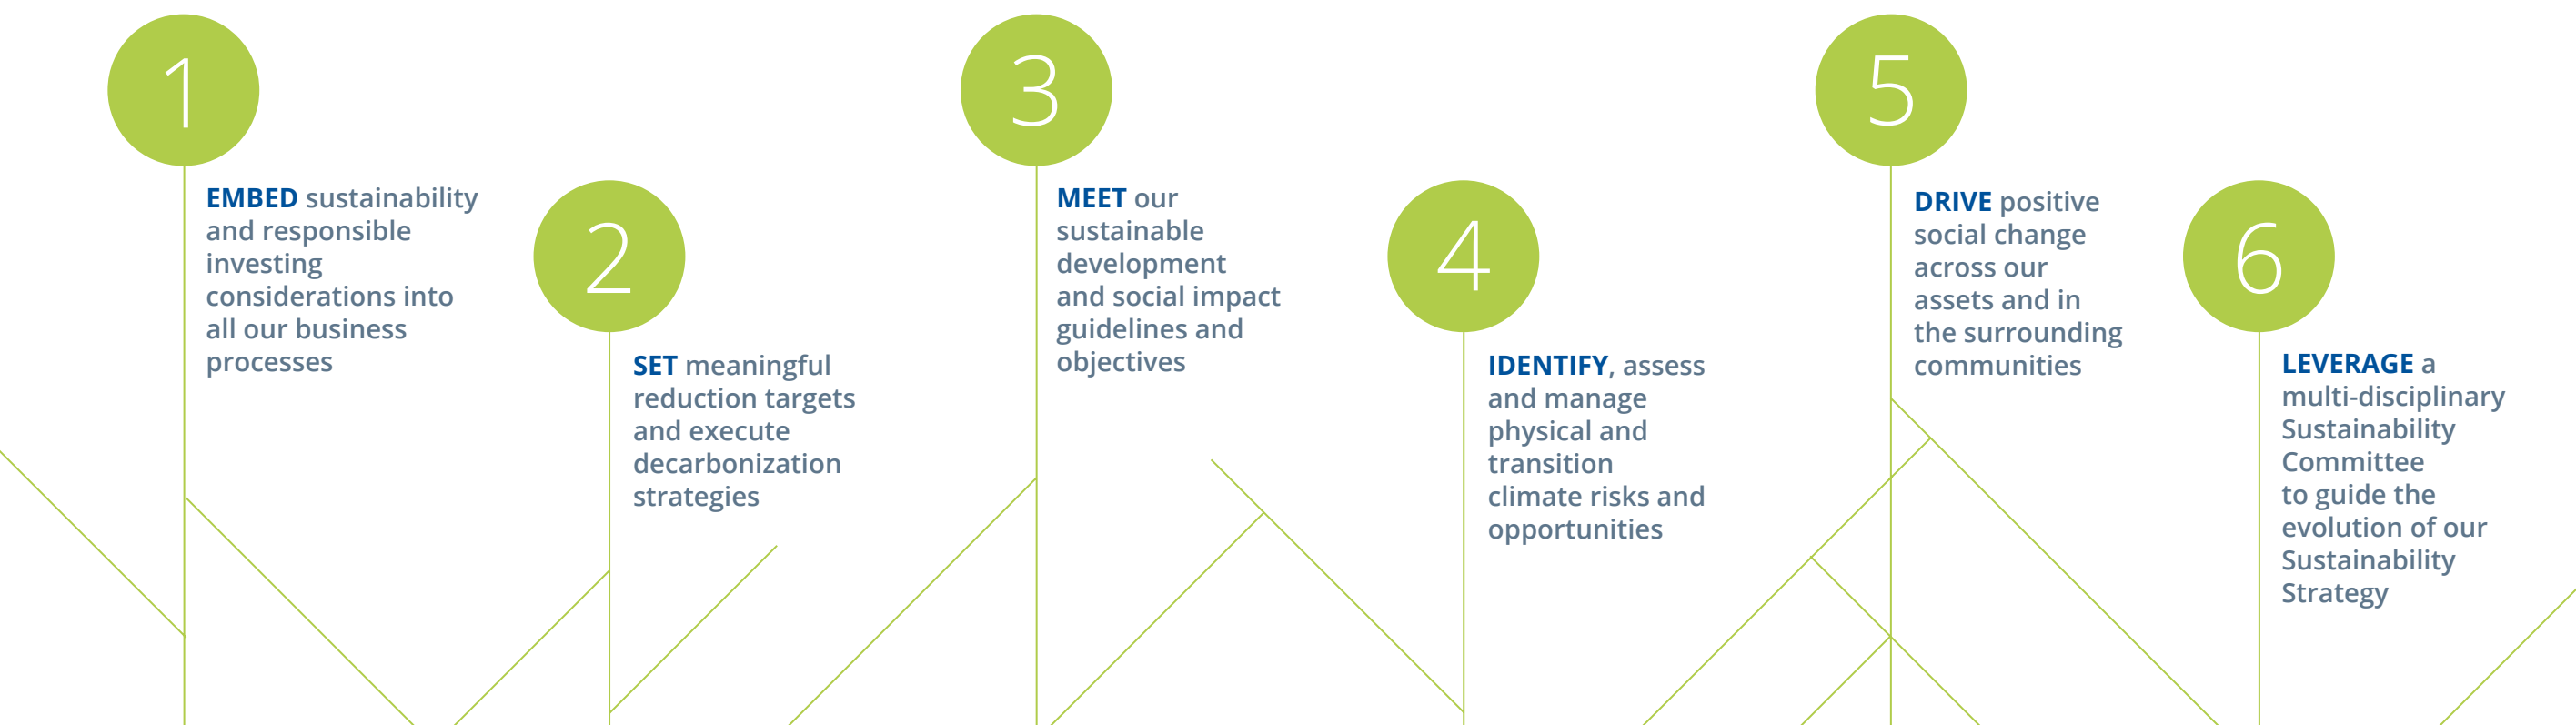 1
EMBED sustainability
and responsible
investing
considerations into
all our business
processes
2
SET meaningful
reduction targets
and execute
decarbonization
strategies
3
MEET our
sustainable
development
and social impact
guidelines and
objectives
4
IDENTIFY, assess
and manage
physical and
transition
climate risks and
opportunities
5
DRIVE positive
social change
across our
assets and in
the surrounding
communities
6
LEVERAGE a
multi-disciplinary
Sustainability
Committee
to guide the
evolution of our
Sustainability
Strategy